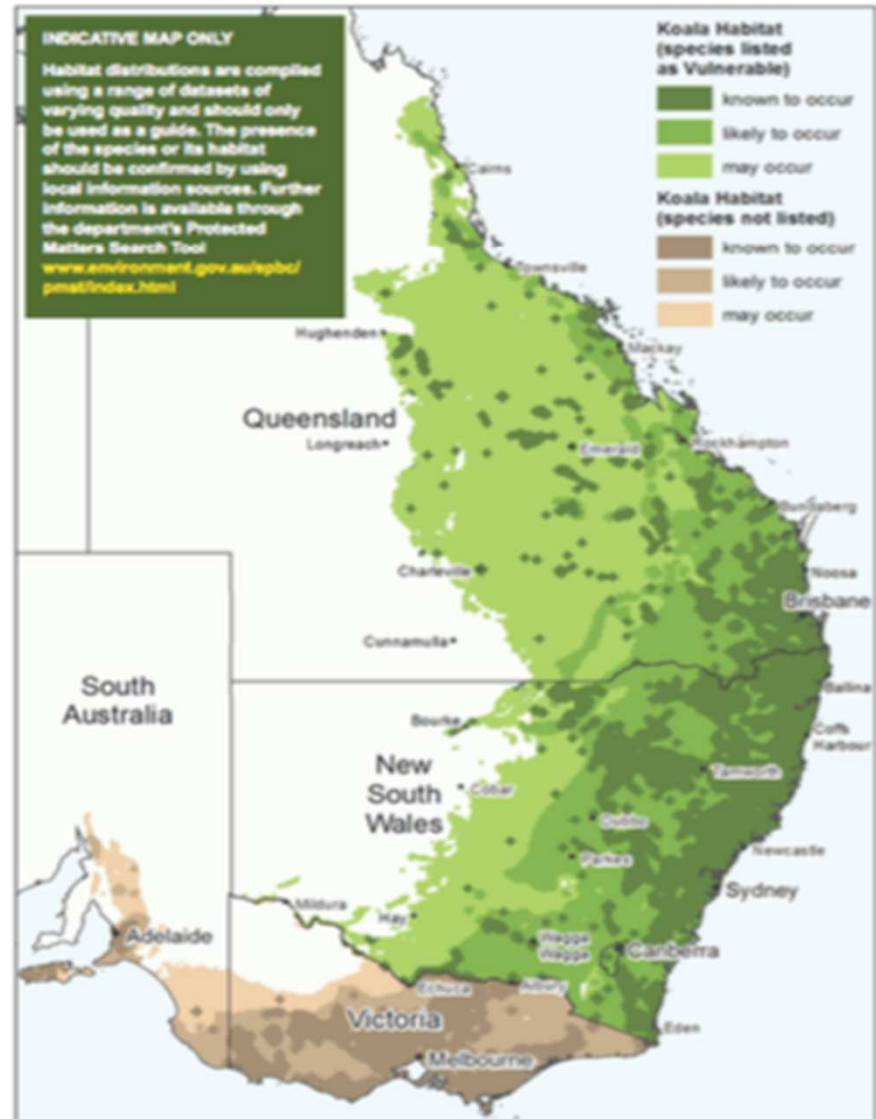 INDICATIVE MAP ONLY
Habitat distributions are compiled
using a range of datasets of
varying quality and should only
be used as a guide. The presence
of the species or its habitat
should be confirmed by using
local information sources. Further
information is available through
the department's Protected
Matters Search Tool
www.environment.gov.au/epbc/
pmst/index.html
Koala Habitat
(species listed
as Vulnerable)
known to occur
likely to occur
may occur
Koala Habitat
(species not listed)
known to occur
likely to occur
may occur
Cairns
Townsville
Hughenden
Mackay
Queensland
Longreach
Emerald
Rockhampton
Bundaberg
Charleville
Noosa
Brisbane
Cunnamulla
South
Australia
Ballina
Bourke
Coffs
Harbour
New
South
Wales
Tamworth
Cobar
Dubbo
Parkes
Newcastle
Sydney
Mildura
Hay
Adelaide
Wagga
Wagga
Canberra
Echuca
Albury
Victoria
Eden
Melbourne